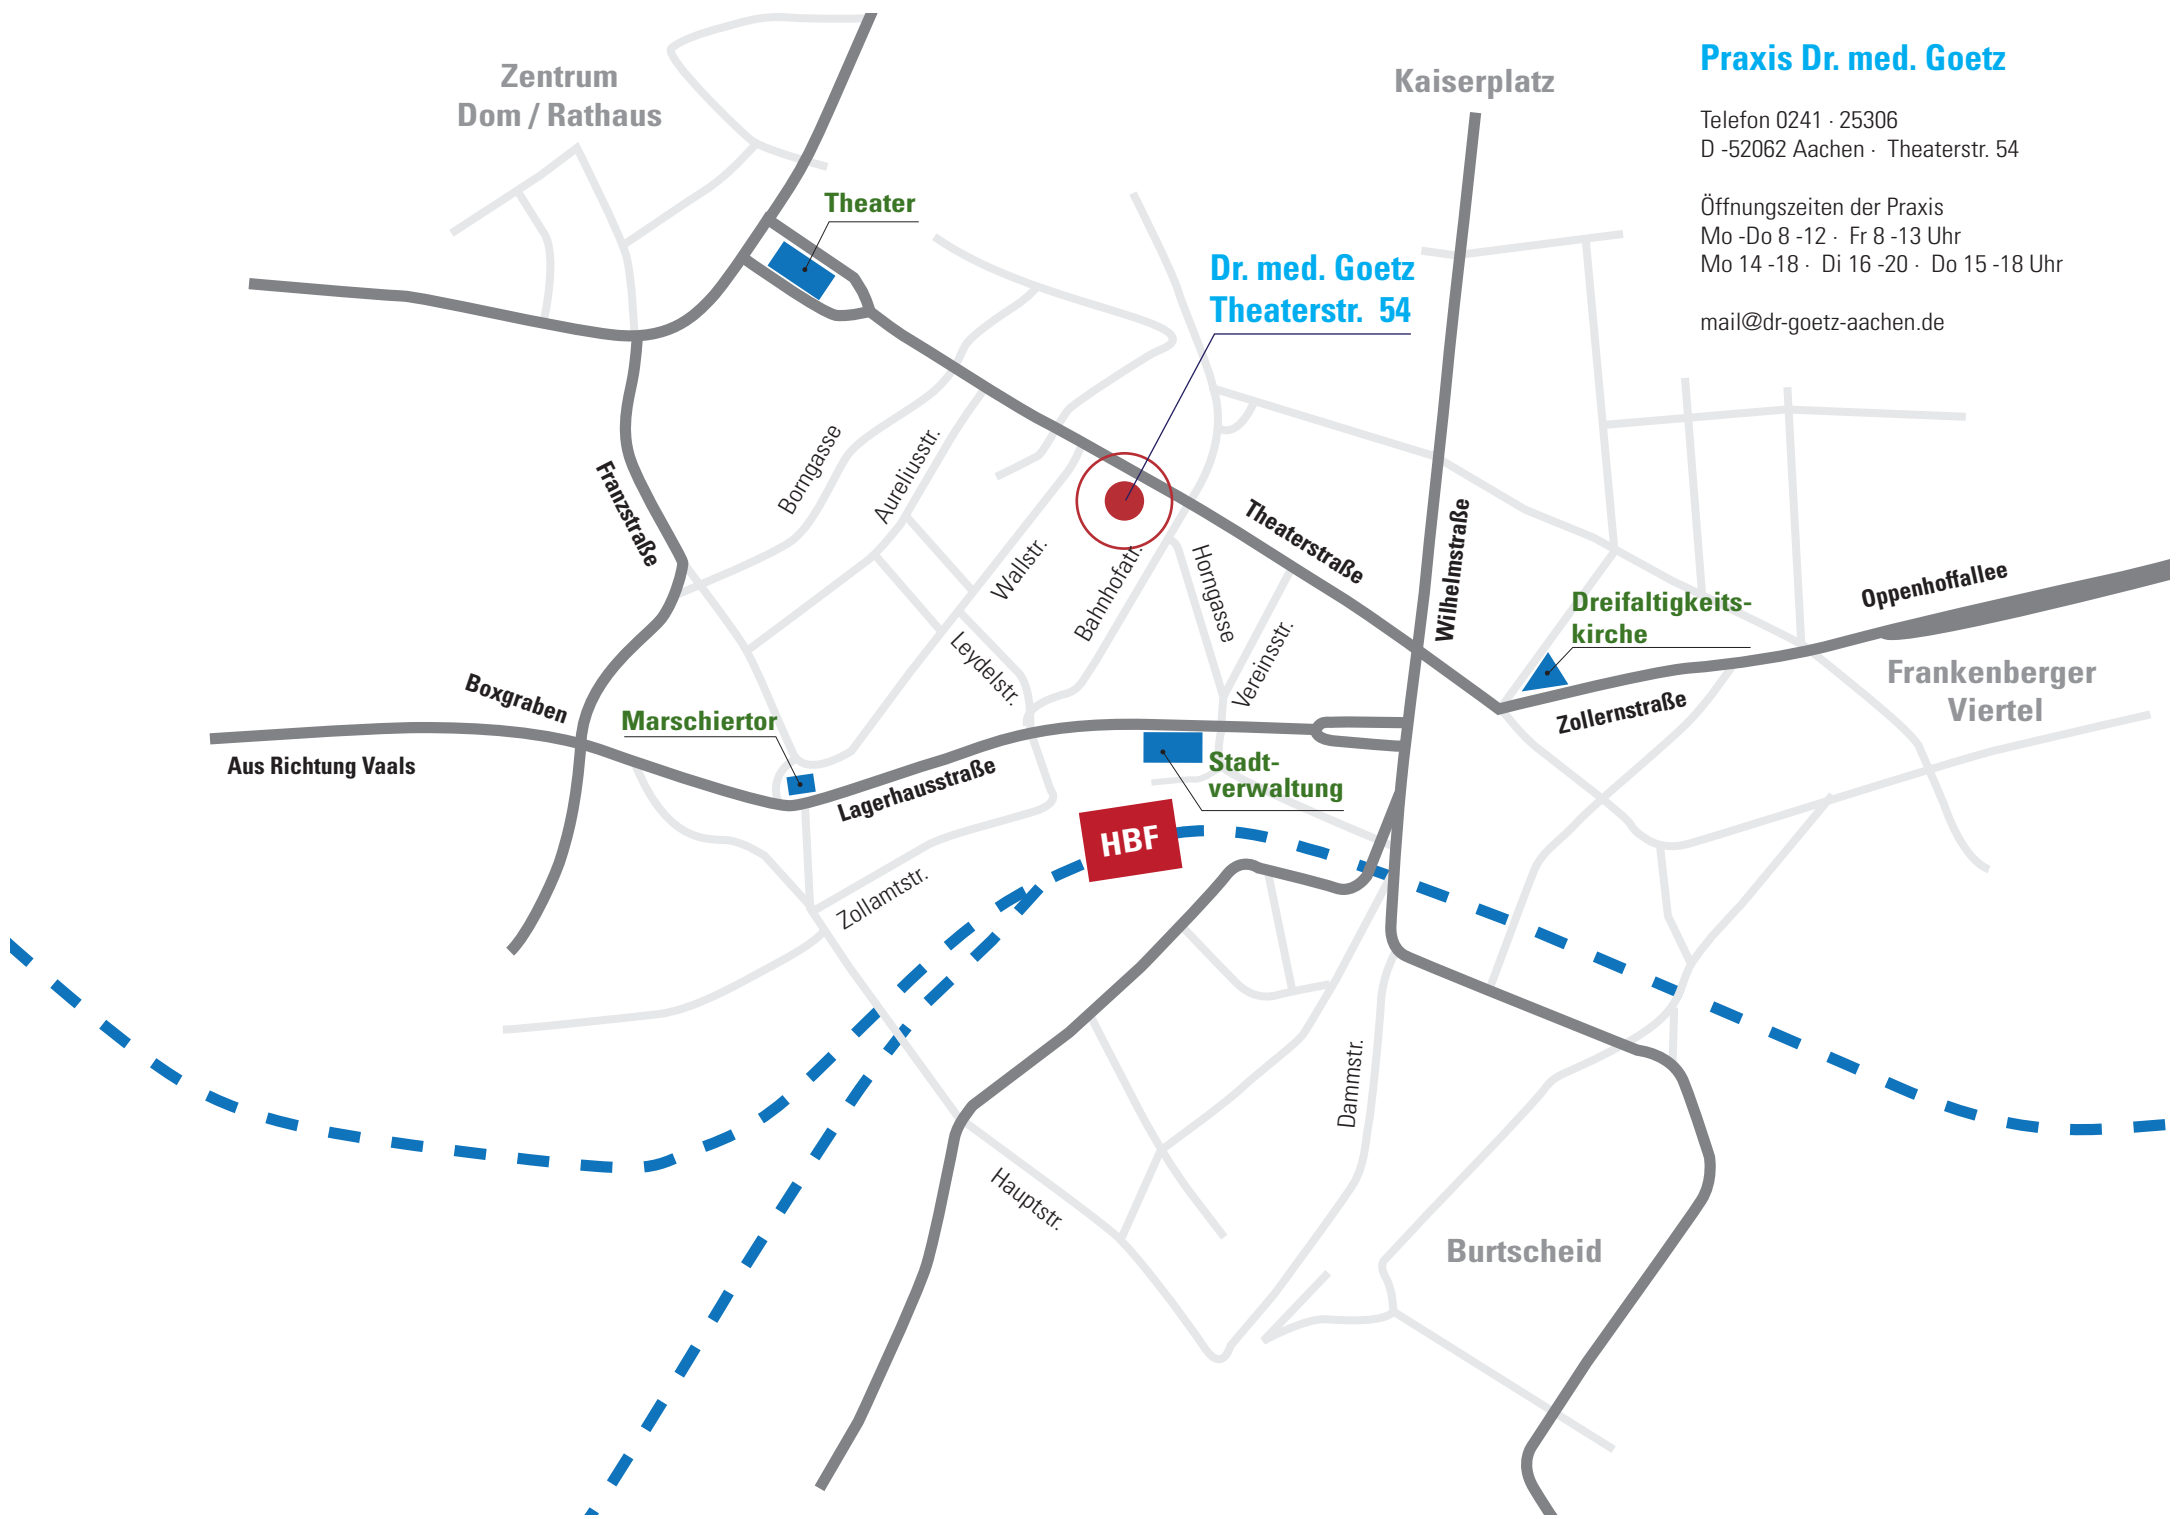 Praxis Dr. med. Goetz
Telefon 0241 · 25306
D -52062 Aachen · Theaterstr. 54
Öffnungszeiten der Praxis
Mo -Do 8 -12 · Fr 8 -13 Uhr
Mo 14 -18 · Di 16 -20 · Do 15 -18 Uhr
mail@dr-goetz-aachen.de
Zentrum
Dom / Rathaus
Kaiserplatz
Theater
Dr. med. Goetz
Theaterstr. 54
Borngasse
Aureliusstr.
Franzstraße
Wallstr.
Bahnhofatr.
Horngasse
Theaterstraße
Wilhelmstraße
Vereinsstr.
Leydelstr.
Dreifaltigkeits-
kirche
Oppenhoffallee
Frankenberger
Viertel
Zollernstraße
Boxgraben
Marschiertor
Aus Richtung Vaals
Lagerhausstraße
Stadt-
verwaltung
HBF
Zollamtstr.
Dammstr.
Hauptstr.
Burtscheid